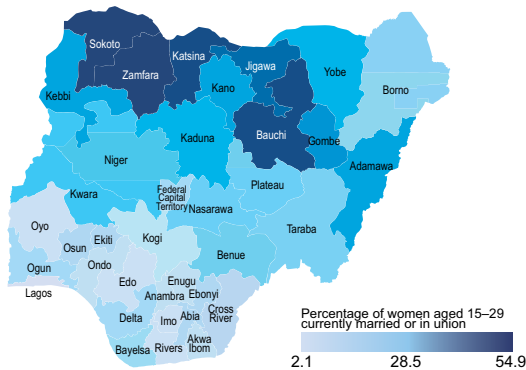 Sokoto
Katsina
Zamfara
Jigawa
Yobe
Kebbi
Kano
Borno
Bauchi
Kaduna
Gombe
Niger
Adamawa
Plateau
Federal
Capital
Territory
Kwara
Nasarawa
Oyo
Taraba
Ekiti
Kogi
Osun
Benue
Ogun
Ondo
Edo
Enugu
Lagos
Anambra
Ebonyi
Cross
River
Delta
Imo
Abia
Akwa
Ibom
Bayelsa
Rivers
Percentage of women aged 15–29
currently married or in union
2.1 28.5 54.9